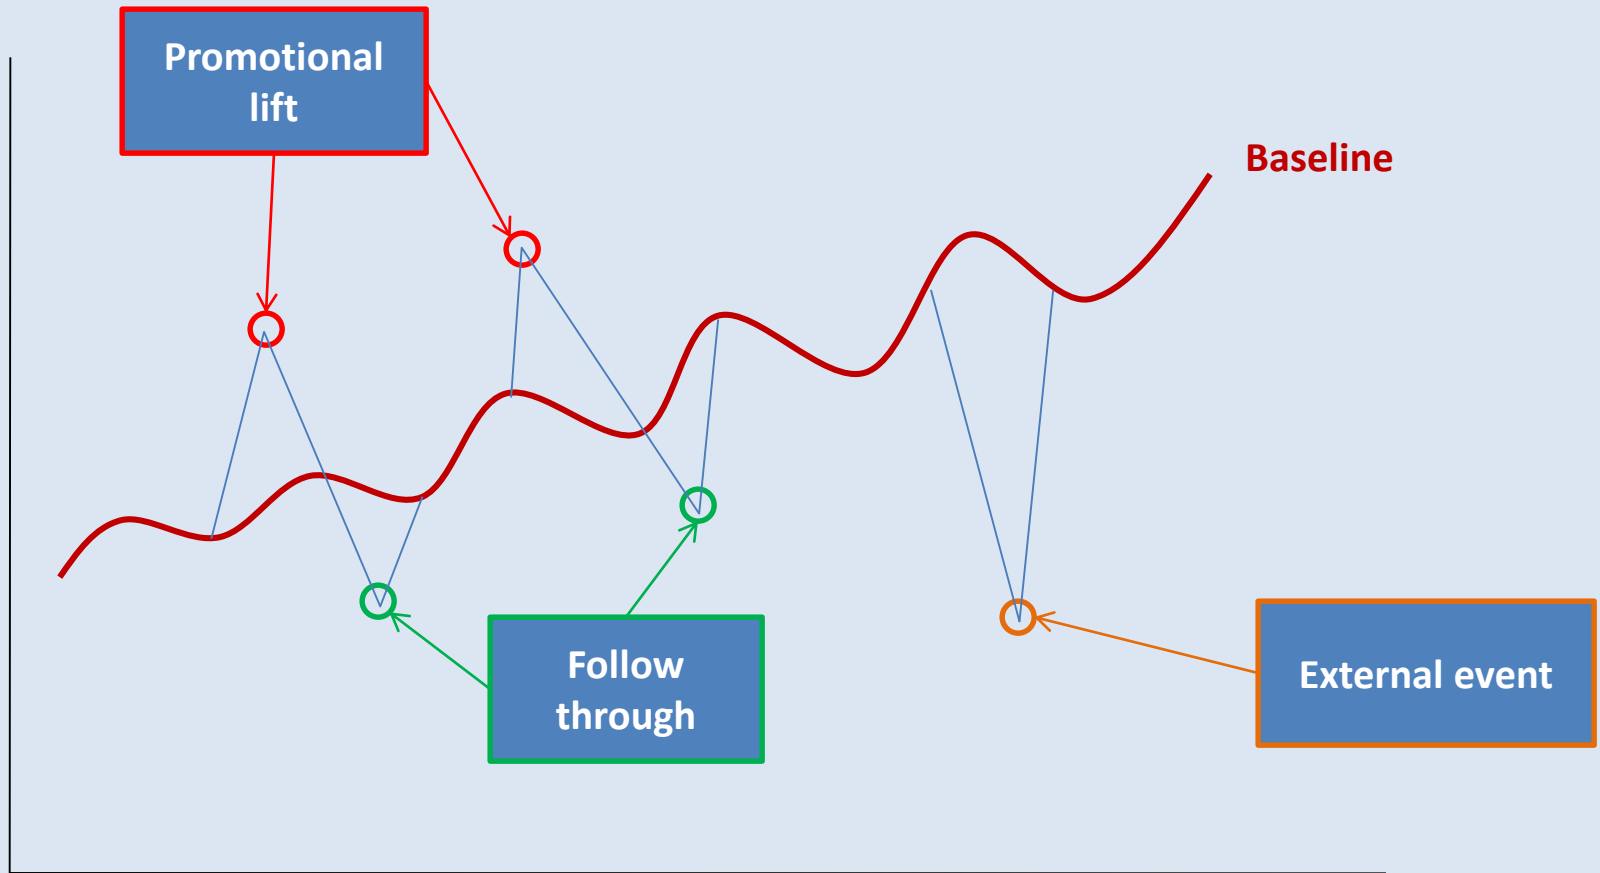 Promotional
lift
Baseline
Follow
through
External event